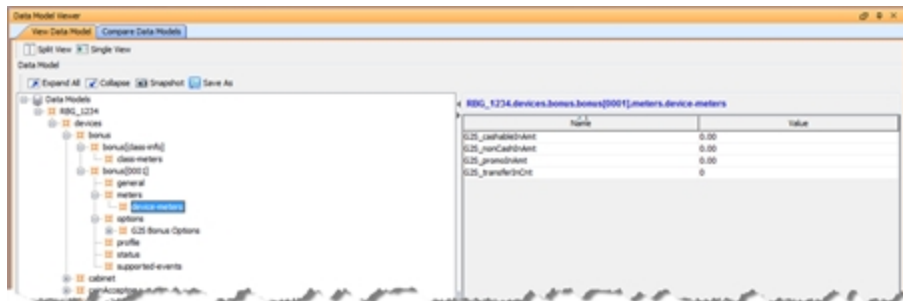 Data Model Viewer
View Data Model Compare Data Models
Split View Single View
Data Model
Expand All Collapse Snapshot Save As
Data Models
RBG_1234
devices
bonus
bonus[class-info]
class-meters
bonus[0001]
general
meters
device-meters
options
G2S Bonus Options
profile
status
supported-events
cabinet
RBG_1234.devices.bonus.bonus[0001].meters.device-meters
Name Value
G2S_cashableInAmt 0.00
G2S_nonCashInAmt 0.00
G2S_promoInAmt 0.00
G2S_transferInCnt 0